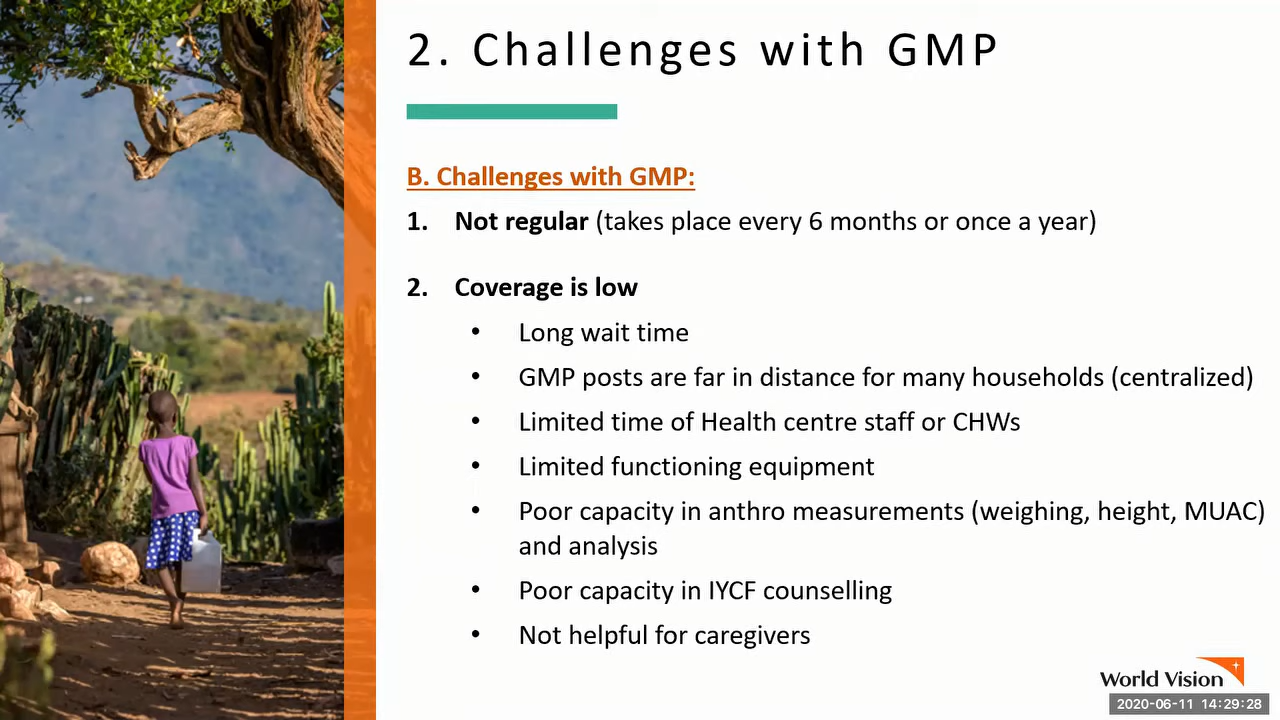 2. Challenges with GMP
B. Challenges with GMP:
1. Not regular (takes place every 6 months or once a year)
2. Coverage is low
• Long wait time
• GMP posts are far in distance for many households (centralized)
• Limited time of Health centre staff or CHWs
• Limited functioning equipment
• Poor capacity in anthro measurements (weighing, height, MUAC)
and analysis
• Poor capacity in IYCF counselling
• Not helpful for caregivers
World Vision
2020-06-11 14:29:28